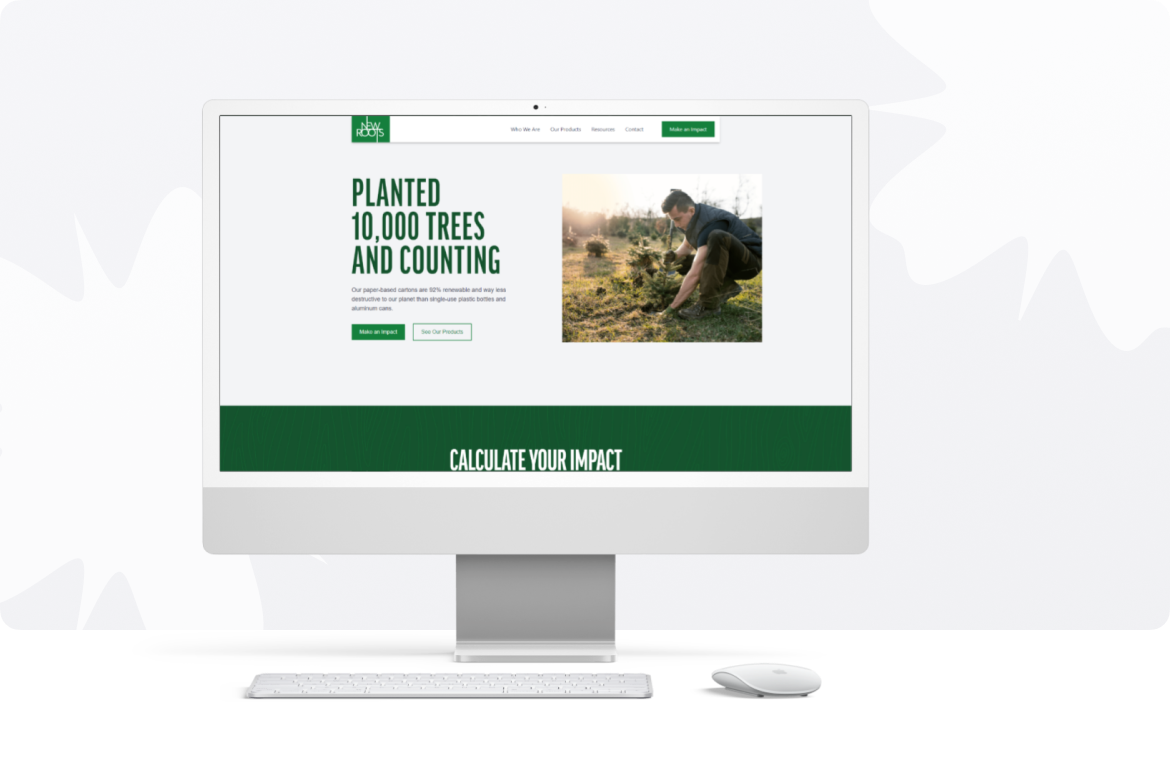 NEW
ROOTS
Who We Are
Our Products
Resources
Contact
Make an Impact
PLANTED
10,000 TREES
AND COUNTING
Our paper-based cartons are 92% renewable and way less
destructive to our planet than single-use plastic bottles and
aluminum cans.
Make an Impact
See Our Products
CALCULATE YOUR IMPACT